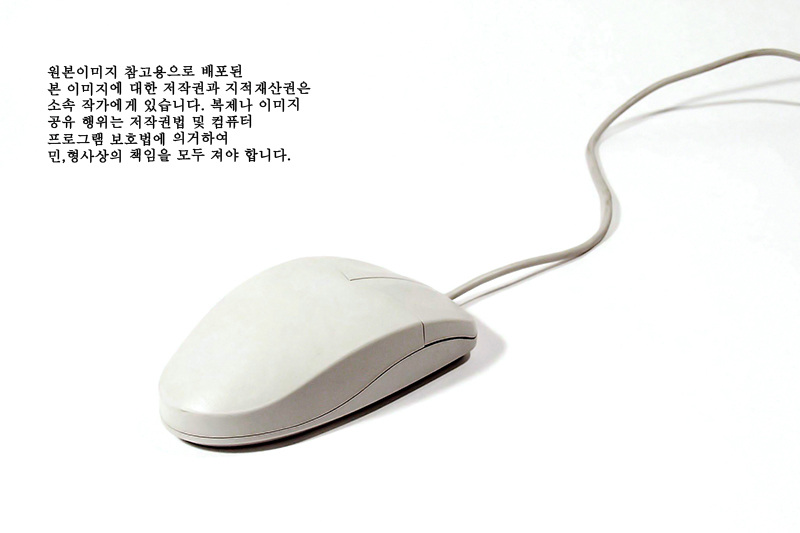 원본이미지 참고용으로 배포된
본 이미지에 대한 저작권과 지적재산권은
소속 작가에게 있습니다. 복제나 이미지
공유 행위는 저작권법 및 컴퓨터
프로그램 보호법에 의거하여
민,형사상의 책임을 모두 져야 합니다.